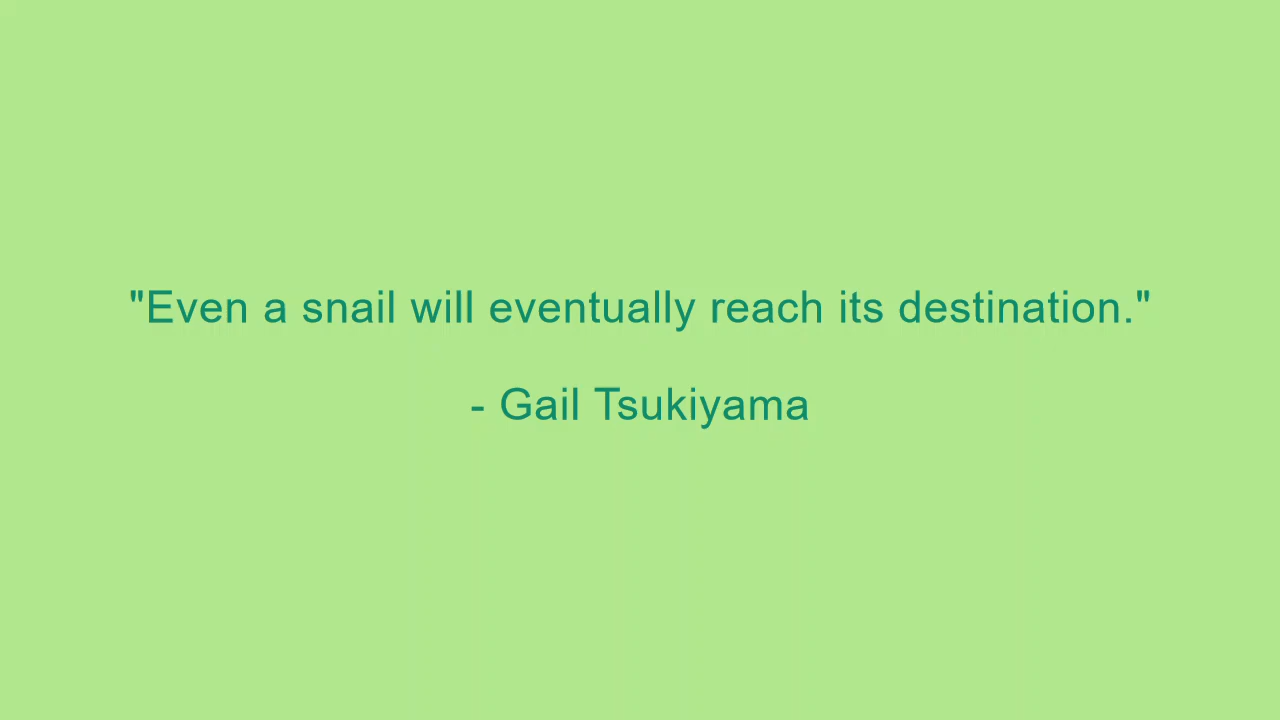 "Even a snail will eventually reach its destination."
- Gail Tsukiyama